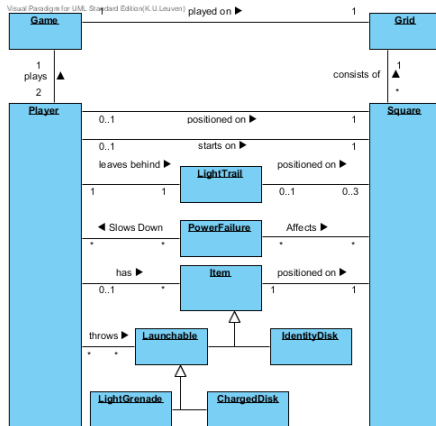 Visual Paradigm for UML Standard Edition(K.U.Leuven)
1 played on ▶ 1
Game Grid
1 1
plays ▲ consists of ▲
2 *
Player Square
0..1 positioned on ▶ 1
0..1 starts on ▶ 1
leaves behind ▶ LightTrail positioned on ▶
1 1 0..1 0..3
◀ Slows Down PowerFailure Affects ▶
* * * *
has ▶ Item positioned on ▶
0..1 * 1 1
throws ▶ Launchable IdentityDisk
* *
LightGrenade ChargedDisk